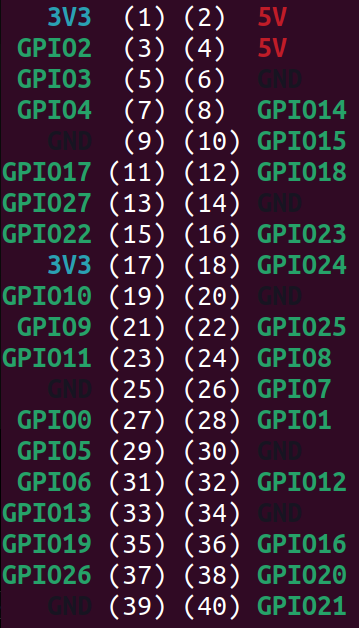 3V3 (1) (2) 5V
GPIO2 (3) (4) 5V
GPIO3 (5) (6) GND
GPIO4 (7) (8) GPIO14
GND (9) (10) GPIO15
GPIO17 (11) (12) GPIO18
GPIO27 (13) (14) GND
GPIO22 (15) (16) GPIO23
3V3 (17) (18) GPIO24
GPIO10 (19) (20) GND
GPIO9 (21) (22) GPIO25
GPIO11 (23) (24) GPIO8
GND (25) (26) GPIO7
GPIO0 (27) (28) GPIO1
GPIO5 (29) (30) GND
GPIO6 (31) (32) GPIO12
GPIO13 (33) (34) GND
GPIO19 (35) (36) GPIO16
GPIO26 (37) (38) GPIO20
GND (39) (40) GPIO21